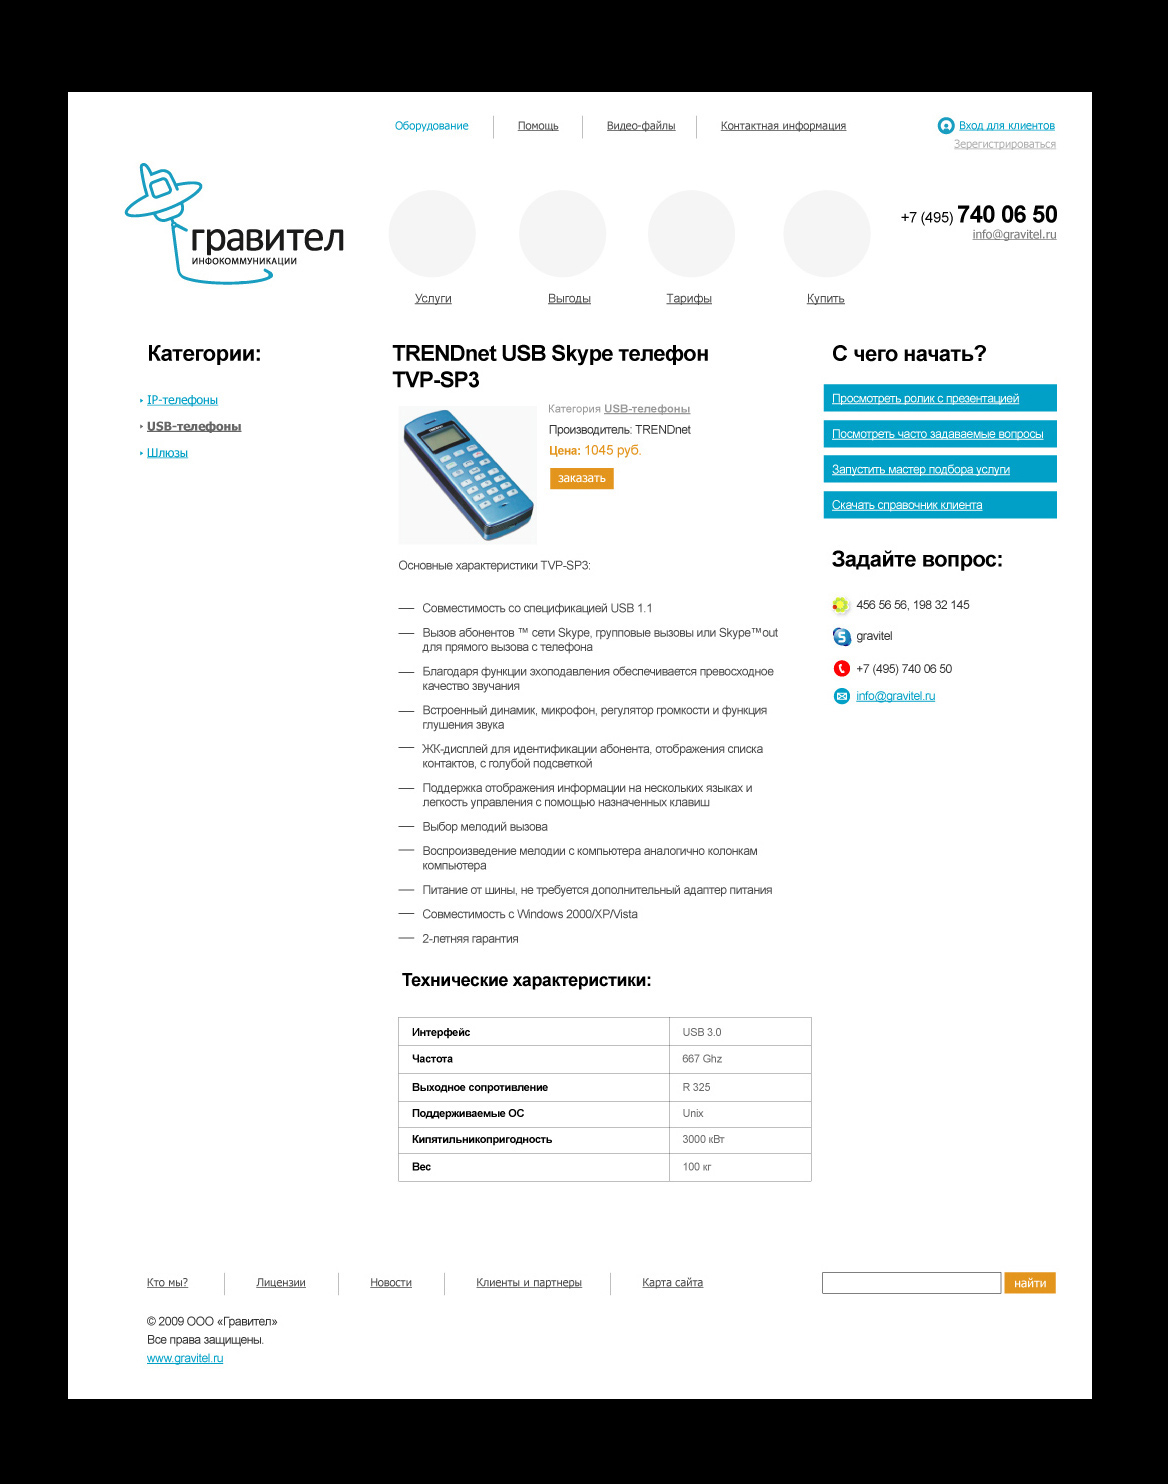 Оборудование
Помощь
Видео-файлы
Контактная информация
Вход для клиентов
Зерегистрироваться
гравител
ИНФОКОММУНИКАЦИИ
+7 (495) 740 06 50
info@gravitel.ru
Услуги
Выгоды
Тарифы
Купить
Категории:
IP-телефоны
USB-телефоны
Шлюзы
TRENDnet USB Skype телефон
TVP-SP3
Категория USB-телефоны
Производитель: TRENDnet
Цена: 1045 руб.
заказать
Основные характеристики TVP-SP3:
— Совместимость со спецификацией USB 1.1
— Вызов абонентов ™ сети Skype, групповые вызовы или Skype™out
для прямого вызова с телефона
— Благодаря функции эхоподавления обеспечивается превосходное
качество звучания
— Встроенный динамик, микрофон, регулятор громкости и функция
глушения звука
— ЖК-дисплей для идентификации абонента, отображения списка
контактов, с голубой подсветкой
— Поддержка отображения информации на нескольких языках и
легкость управления с помощью назначенных клавиш
— Выбор мелодий вызова
— Воспроизведение мелодии с компьютера аналогично колонкам
компьютера
— Питание от шины, не требуется дополнительный адаптер питания
— Совместимость с Windows 2000/XP/Vista
— 2-летняя гарантия
Технические характеристики:
Интерфейс USB 3.0
Частота 667 Ghz
Выходное сопротивление R 325
Поддерживаемые ОС Unix
Кипятильникопригодность 3000 кВт
Вес 100 кг
С чего начать?
Просмотреть ролик с презентацией
Посмотреть часто задаваемые вопросы
Запустить мастер подбора услуги
Скачать справочник клиента
Задайте вопрос:
456 56 56, 198 32 145
gravitel
+7 (495) 740 06 50
info@gravitel.ru
Кто мы?
Лицензии
Новости
Клиенты и партнеры
Карта сайта
найти
© 2009 ООО «Гравител»
Все права защищены.
www.gravitel.ru